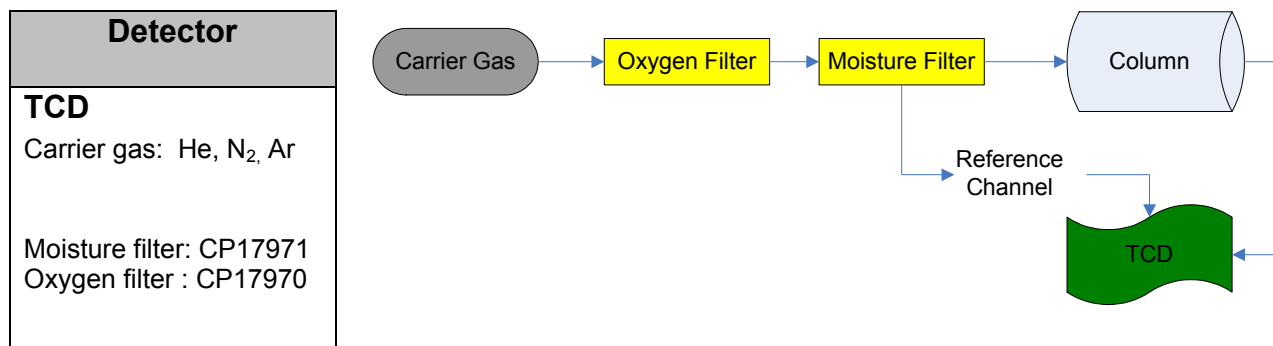 Detector
TCD
Carrier gas:  He, N2, Ar
Moisture filter: CP17971
Oxygen filter : CP17970
Carrier Gas
Oxygen Filter
Moisture Filter
Column
Reference
Channel
TCD